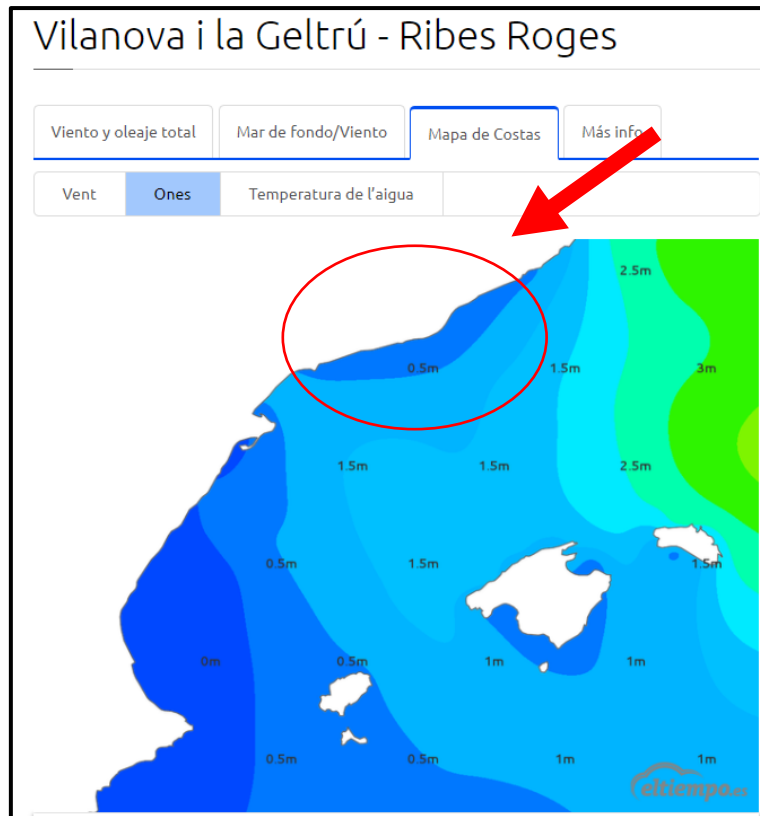 Vilanova i la Geltrú - Ribes Roges
Viento y oleaje total Mar de fondo/Viento Mapa de Costas Más info
Vent Ones Temperatura de l'aigua
2.5m
0.5m 1.5m 3m
1.5m 1.5m 2.5m
0.5m 1.5m 1.5m
0m 0.5m 1m 1m
0.5m 0.5m 1m 1m
eltiempo.es